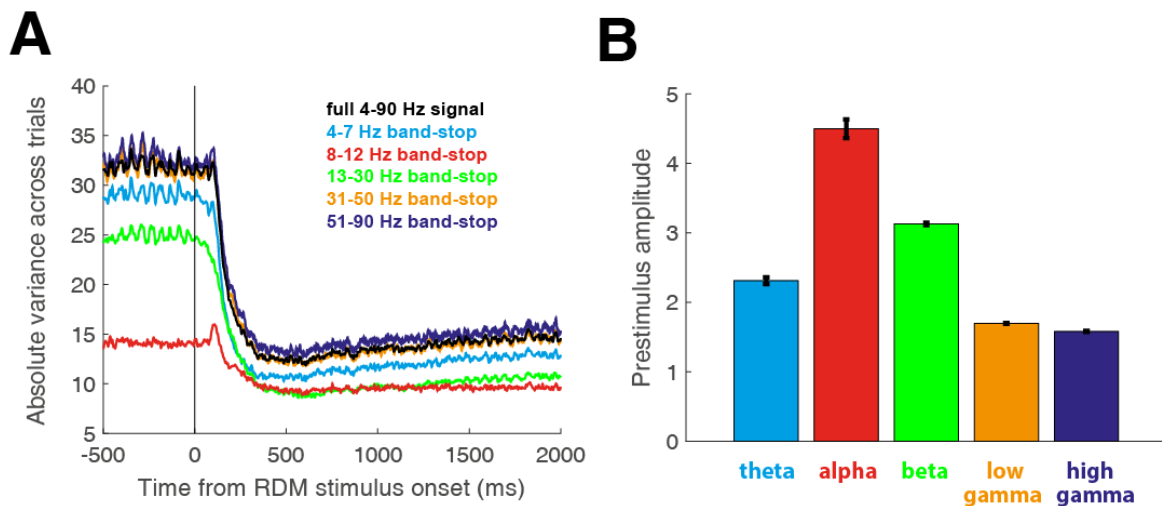 A
Absolute variance across trials
40
35
30
25
20
15
10
5
full 4-90 Hz signal
4-7 Hz band-stop
8-12 Hz band-stop
13-30 Hz band-stop
31-50 Hz band-stop
51-90 Hz band-stop
-500 0 500 1000 1500 2000
Time from RDM stimulus onset (ms)
B
Prestimulus amplitude
5
4
3
2
1
0
theta alpha beta low high
gamma gamma